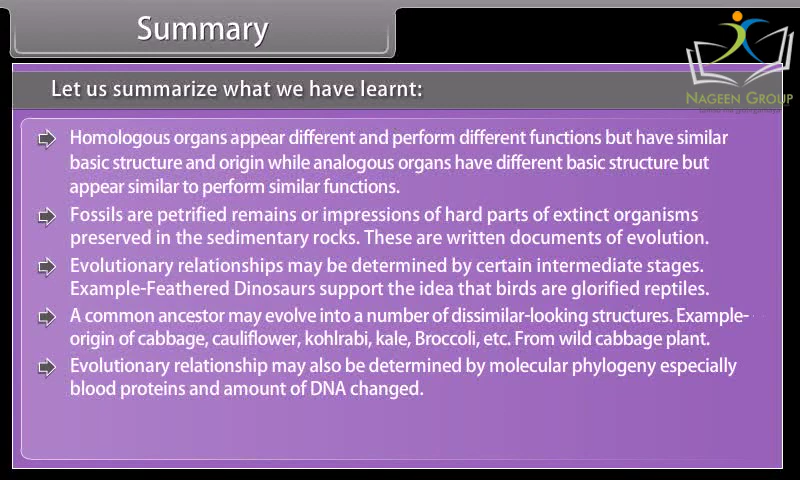 Summary
NAGEEN GROUP
Let us summarize what we have learnt:
Homologous organs appear different and perform different functions but have similar
basic structure and origin while analogous organs have different basic structure but
appear similar to perform similar functions.
Fossils are petrified remains or impressions of hard parts of extinct organisms
preserved in the sedimentary rocks. These are written documents of evolution.
Evolutionary relationships may be determined by certain intermediate stages.
Example-Feathered Dinosaurs support the idea that birds are glorified reptiles.
A common ancestor may evolve into a number of dissimilar-looking structures. Example-
origin of cabbage, cauliflower, kohlrabi, kale, Broccoli, etc. From wild cabbage plant.
Evolutionary relationship may also be determined by molecular phylogeny especially
blood proteins and amount of DNA changed.